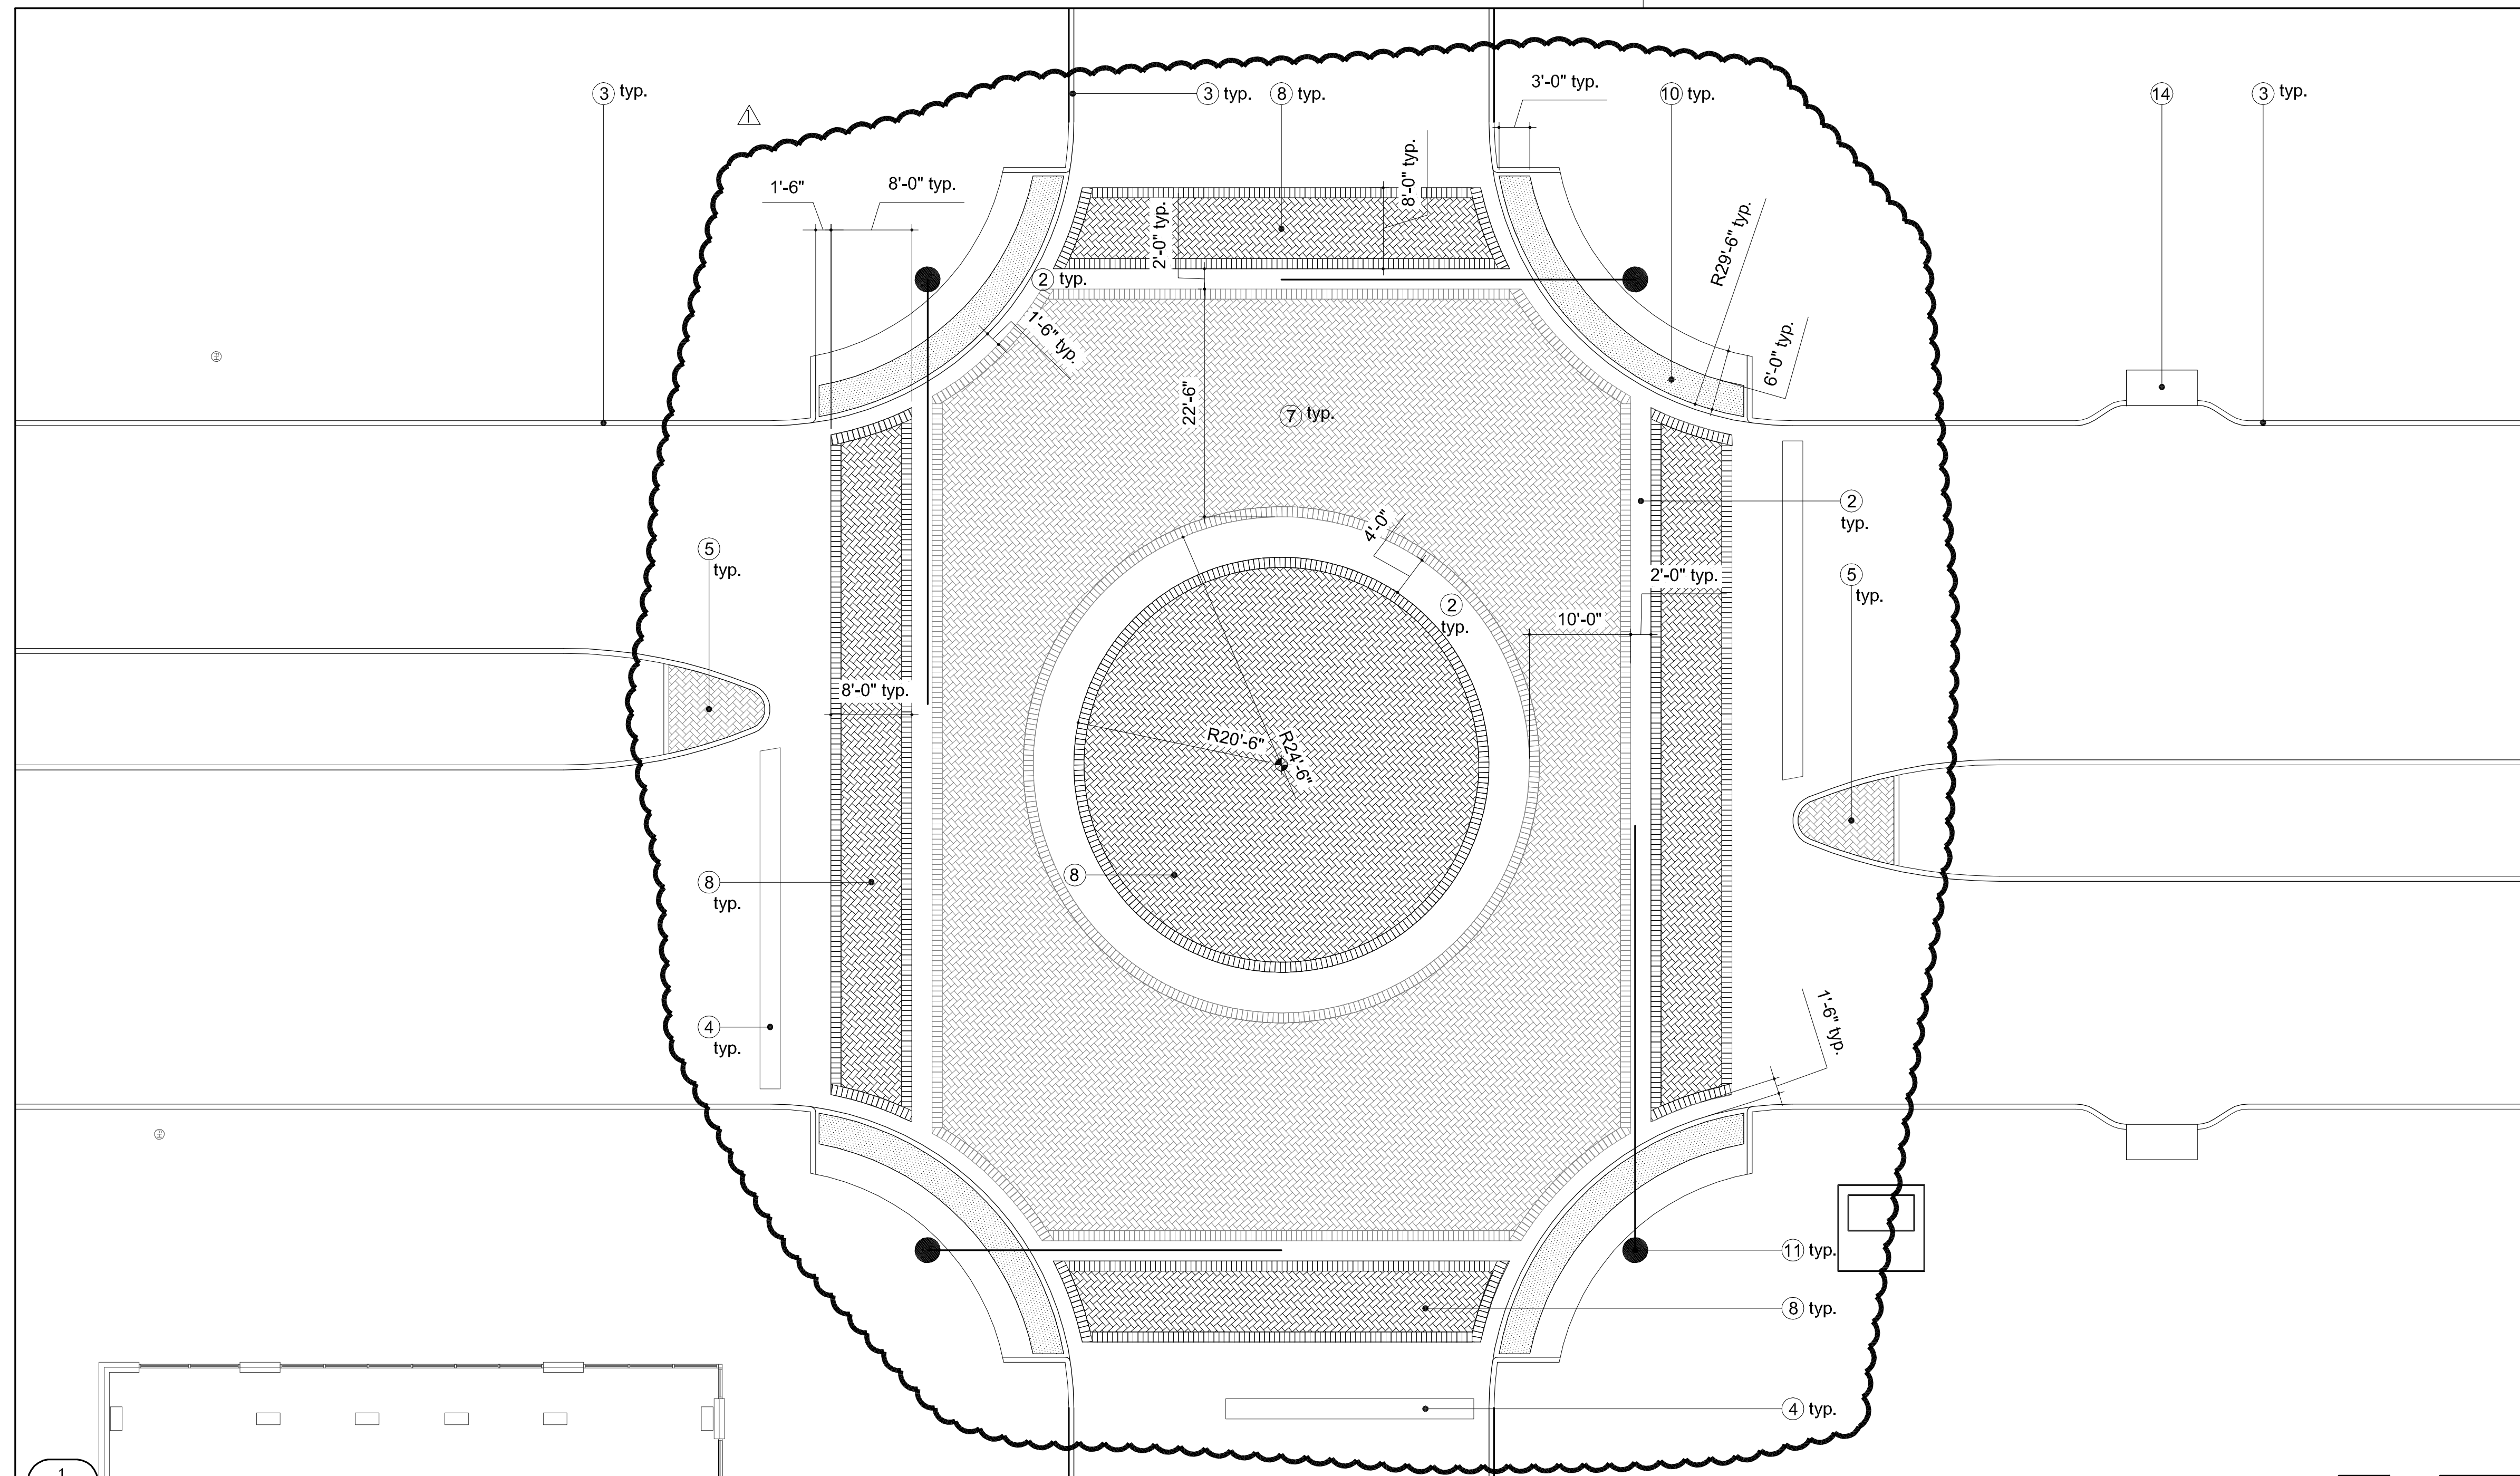 3 typ.
1
3 typ.
8 typ.
3'-0" typ.
10 typ.
14
3 typ.
1'-6"
8'-0" typ.
8'-0" typ.
2'-0" typ.
R29'-6" typ.
2 typ.
1'-6" typ.
6'-0" typ.
22'-6"
7 typ.
2
typ.
4'-0"
5
typ.
2'-0" typ.
5
typ.
2
typ.
10'-0"
8'-0" typ.
R20'-6"
R24'-6"
8
typ.
8
4
typ.
1'-6" typ.
11 typ.
8 typ.
4 typ.
1